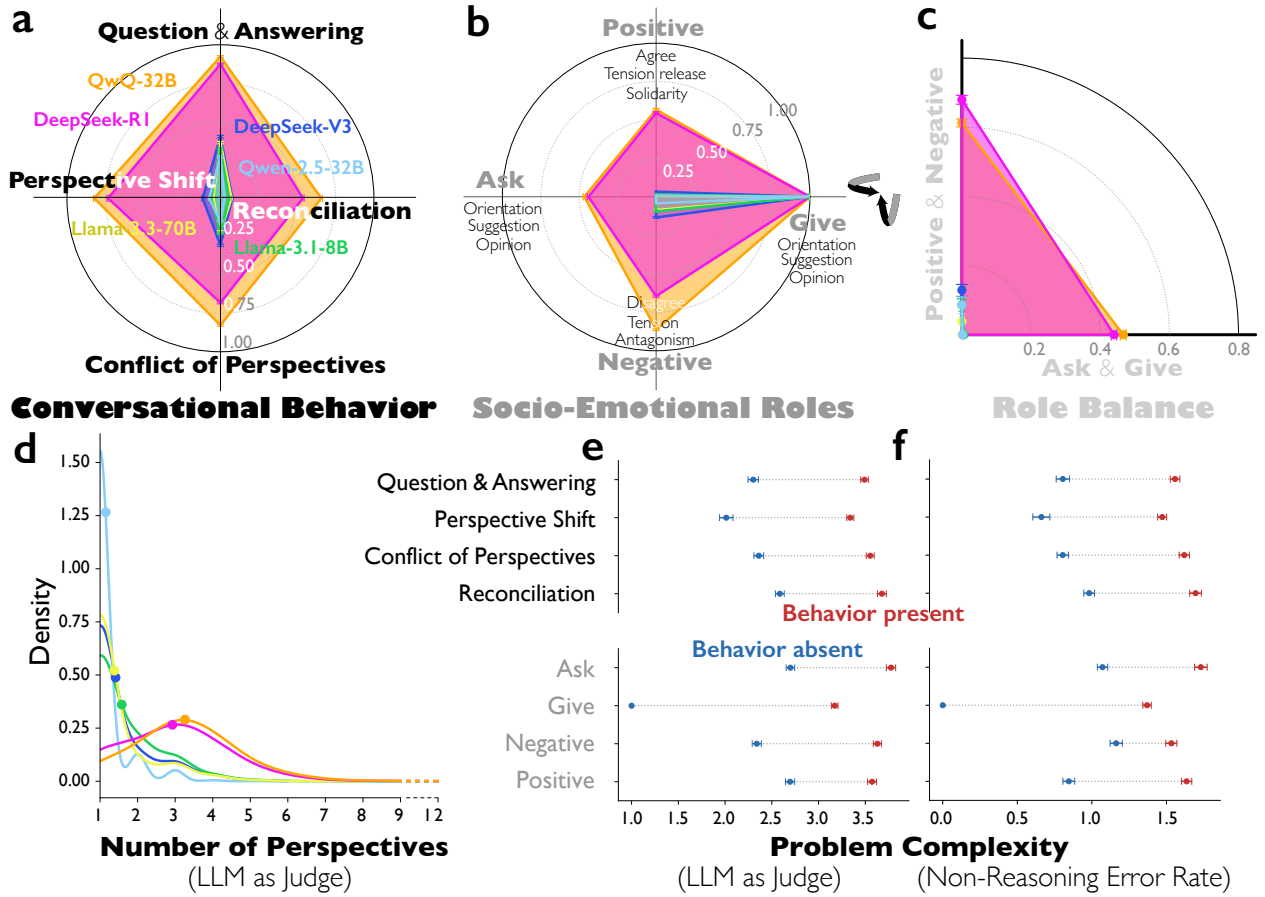 a
Question & Answering
QwQ-32B
DeepSeek-R1
DeepSeek-V3
Qwen-2.5-32B
Perspective Shift
Reconciliation
Llama-3.3-70B
Llama-3.1-8B
0.25
0.50
0.75
1.00
Conflict of Perspectives
Conversational Behavior
b
Positive
Agree
Tension release
Solidarity
1.00
0.75
0.50
0.25
Ask
Orientation
Suggestion
Opinion
Give
Orientation
Suggestion
Opinion
Disagree
Tension
Antagonism
Negative
Socio-Emotional Roles
c
Positive & Negative
0.2
0.4
0.6
0.8
Ask & Give
Role Balance
d
Density
1.50
1.25
1.00
0.75
0.50
0.25
0.00
1
2
3
4
5
6
7
8
9
12
Number of Perspectives
(LLM as Judge)
e
Question & Answering
Perspective Shift
Conflict of Perspectives
Reconciliation
Behavior present
Behavior absent
Ask
Give
Negative
Positive
1.0
1.5
2.0
2.5
3.0
3.5
f
0.0
0.5
1.0
1.5
Problem Complexity
(LLM as Judge)
(Non-Reasoning Error Rate)